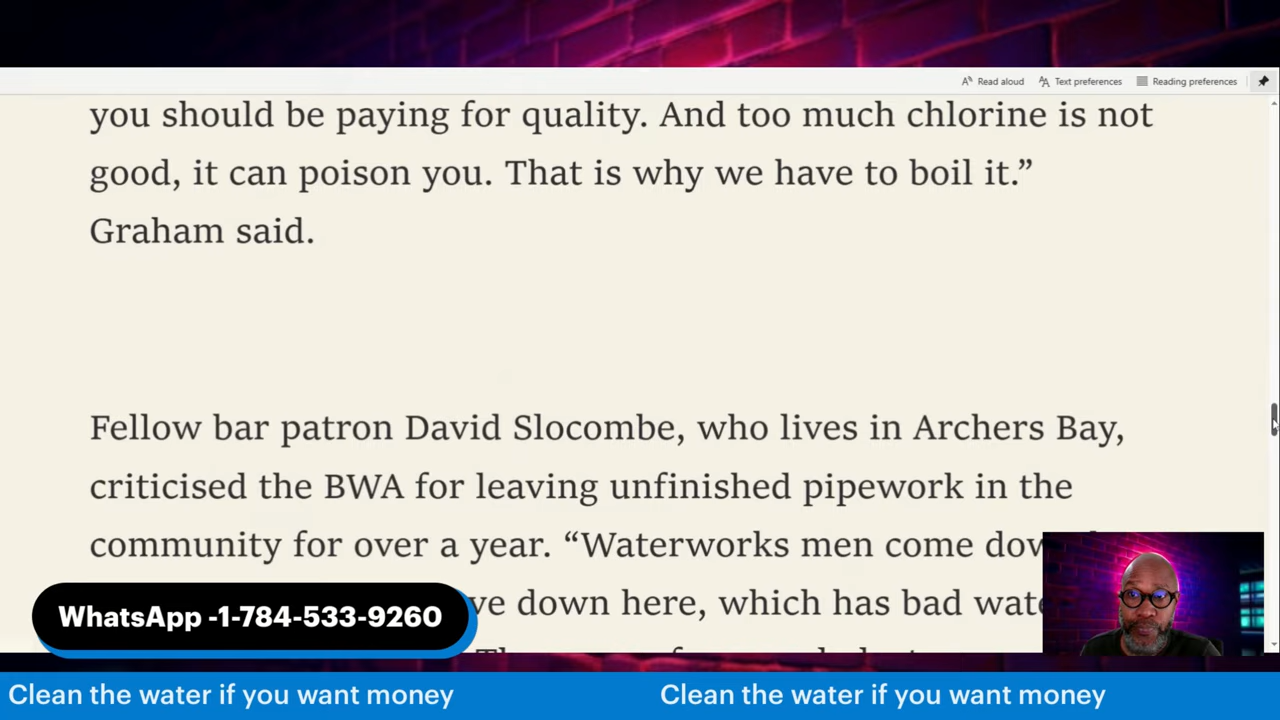 Read aloud
Text preferences
Reading preferences
you should be paying for quality. And too much chlorine is not
good, it can poison you. That is why we have to boil it.”
Graham said.
Fellow bar patron David Slocombe, who lives in Archers Bay,
criticised the BWA for leaving unfinished pipework in the
community for over a year. “Waterworks men come
down here, which has bad
WhatsApp -1-784-533-9260
Clean the water if you want money
Clean the water if you want money